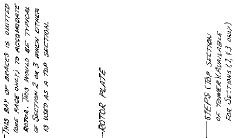 THIS BAY OF BRACES IS OMITTED
(ONE FACE ONLY) TO ACCOMMODATE
ROTOR. THIS WOULD BE TYPICAL
OF SECTION 2 OR 3 WHEN EITHER
IS USED AS A TOP SECTION.
ROTOR PLATE
STEPS (TOP SECTION
OF TOWER) (AVAILABLE
FOR SECTIONS 1, 2, 3 ONLY)